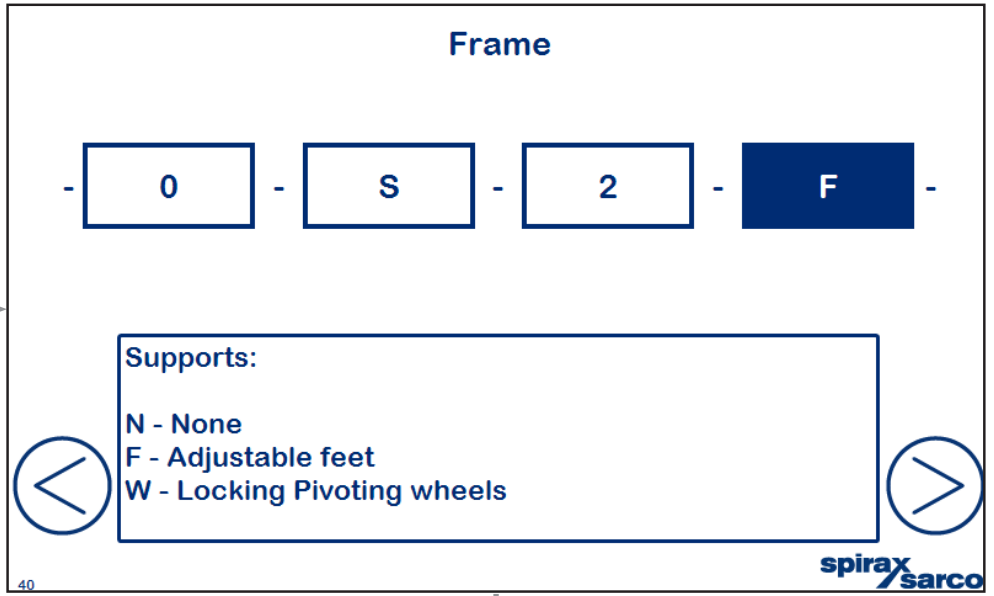 Frame
- 0 - S - 2 - F -
Supports:
N - None
F - Adjustable feet
W - Locking Pivoting wheels
40
spirax
sarco